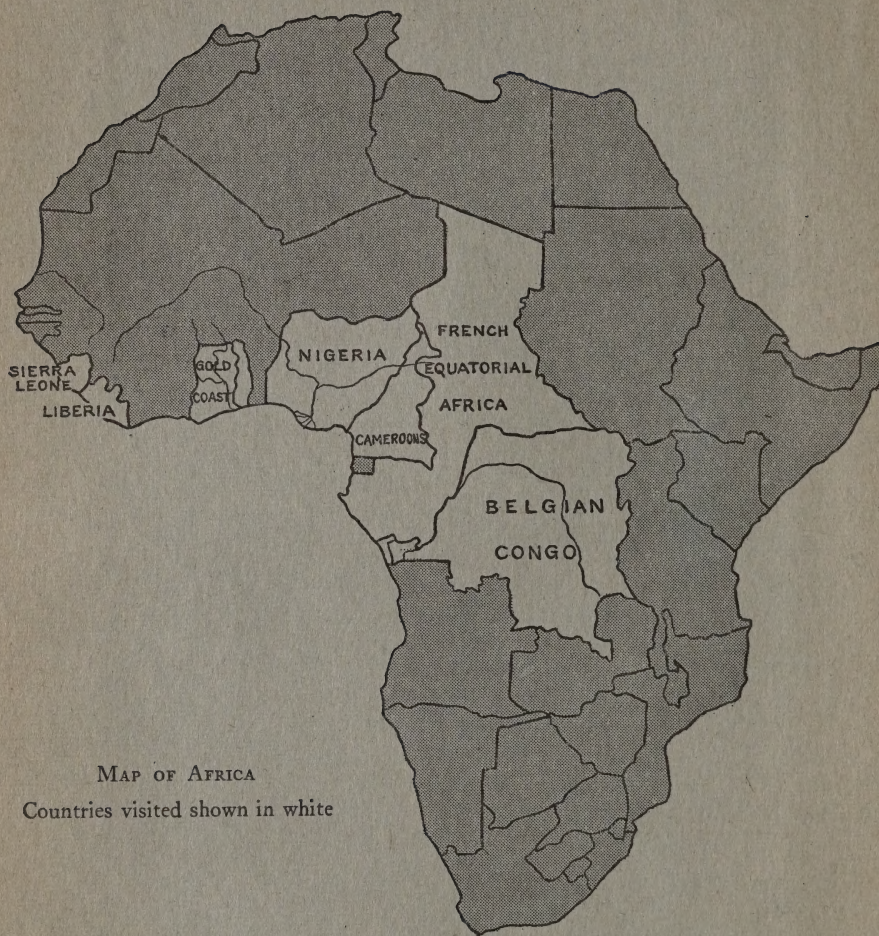 FRENCH
NIGERIA
EQUATORIAL
AFRICA
SIERRA
LEONE
LIBERIA
GOLD
COAST
CAMEROONS
BELGIAN
CONGO
MAP OF AFRICA
Countries visited shown in white